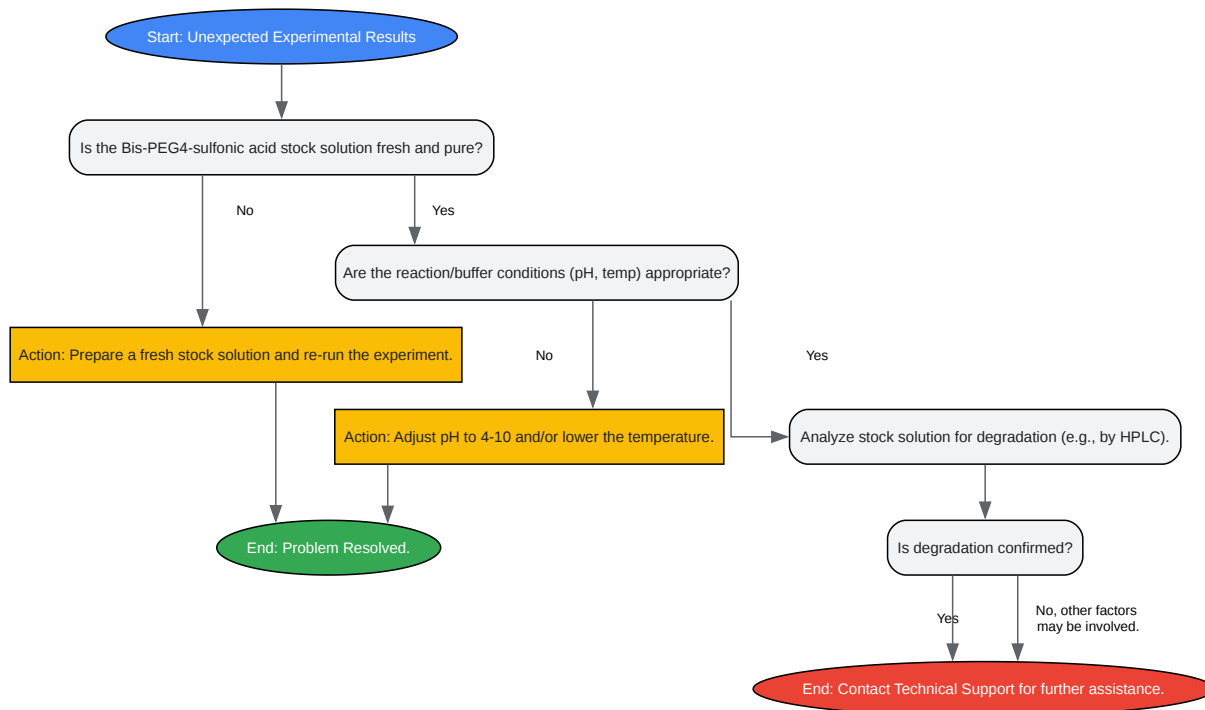 Start: Unexpected Experimental Results
Is the Bis-PEG4-sulfonic acid stock solution fresh and pure?
No
Yes
Are the reaction/buffer conditions (pH, temp) appropriate?
Action: Prepare a fresh stock solution and re-run the experiment.
No
Yes
Action: Adjust pH to 4-10 and/or lower the temperature.
Analyze stock solution for degradation (e.g., by HPLC).
End: Problem Resolved.
Is degradation confirmed?
Yes
No, other factors
may be involved.
End: Contact Technical Support for further assistance.